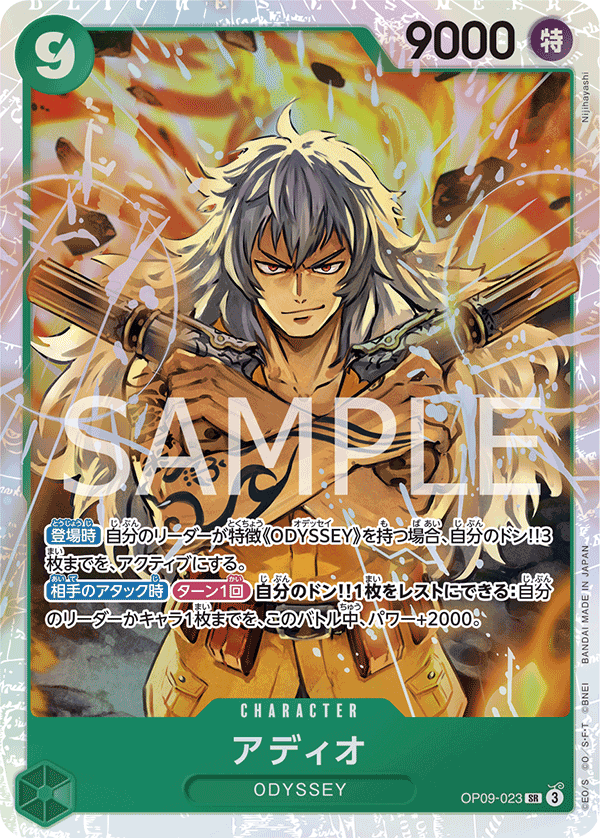 9
9000 特
Nijihayashi
SAMPLE
登場時 自分のリーダーが特徴《ODYSSEY》を持つ場合、自分のドン!!3
枚までを、アクティブにする。
相手のアタック時 ターン1回 自分のドン!!1枚をレストにできる:自分
のリーダーかキャラ1枚までを、このバトル中、パワー+2000。
CHARACTER
アディオ
ODYSSEY
OP09-023 SR 3
©EO/S ©O/S・F・T ©BNEI BANDAI MADE IN JAPAN